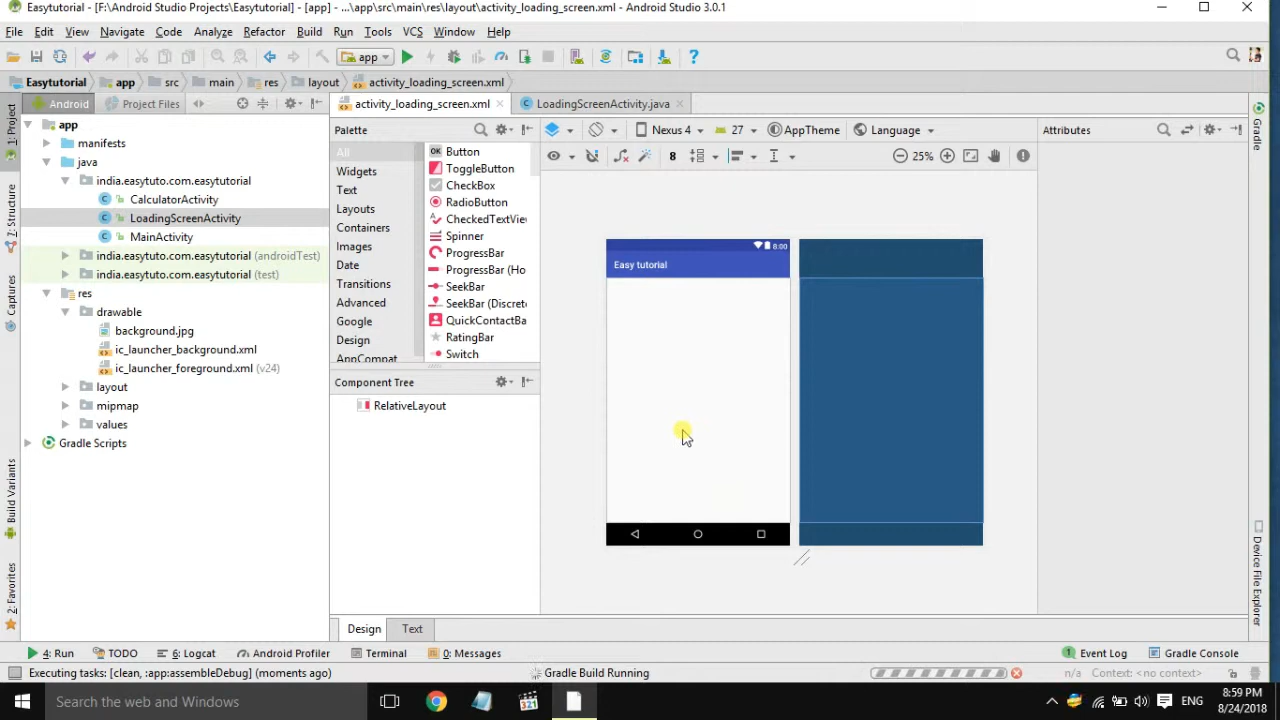 Easytutorial - [F:\Android Studio Projects\Easytutorial] - [app] - ...\app\src\main\res\layout\activity_loading_screen.xml - Android Studio 3.0.1
File Edit View Navigate Code Analyze Refactor Build Run Tools VCS Window Help
app
Easytutorial app src main res layout activity_loading_screen.xml
1: Project
Android Project Files
activity_loading_screen.xml LoadingScreenActivity.java
Gradle
app
manifests
java
india.easytuto.com.easytutorial
CalculatorActivity
LoadingScreenActivity
MainActivity
india.easytuto.com.easytutorial (androidTest)
india.easytuto.com.easytutorial (test)
res
drawable
background.jpg
ic_launcher_background.xml
ic_launcher_foreground.xml (v24)
layout
mipmap
values
Gradle Scripts
Z: Structure
Captures
Build Variants
2: Favorites
Palette
All
Widgets
Text
Layouts
Containers
Images
Date
Transitions
Advanced
Google
Design
AppCompat
OK Button
ToggleButton
CheckBox
RadioButton
CheckedTextVie
Spinner
ProgressBar
ProgressBar (Ho
SeekBar
SeekBar (Discrete
QuickContactBa
RatingBar
Switch
Component Tree
RelativeLayout
Nexus 4 27 AppTheme Language
8 25%
Attributes
8:00
Easy tutorial
Device File Explorer
Design Text
4: Run TODO 6: Logcat Android Profiler Terminal 0: Messages 1 Event Log Gradle Console
Executing tasks: [clean, :app:assembleDebug] (moments ago) Gradle Build Running n/a Context: <no context>
Search the web and Windows
321
ENG
8:59 PM
8/24/2018